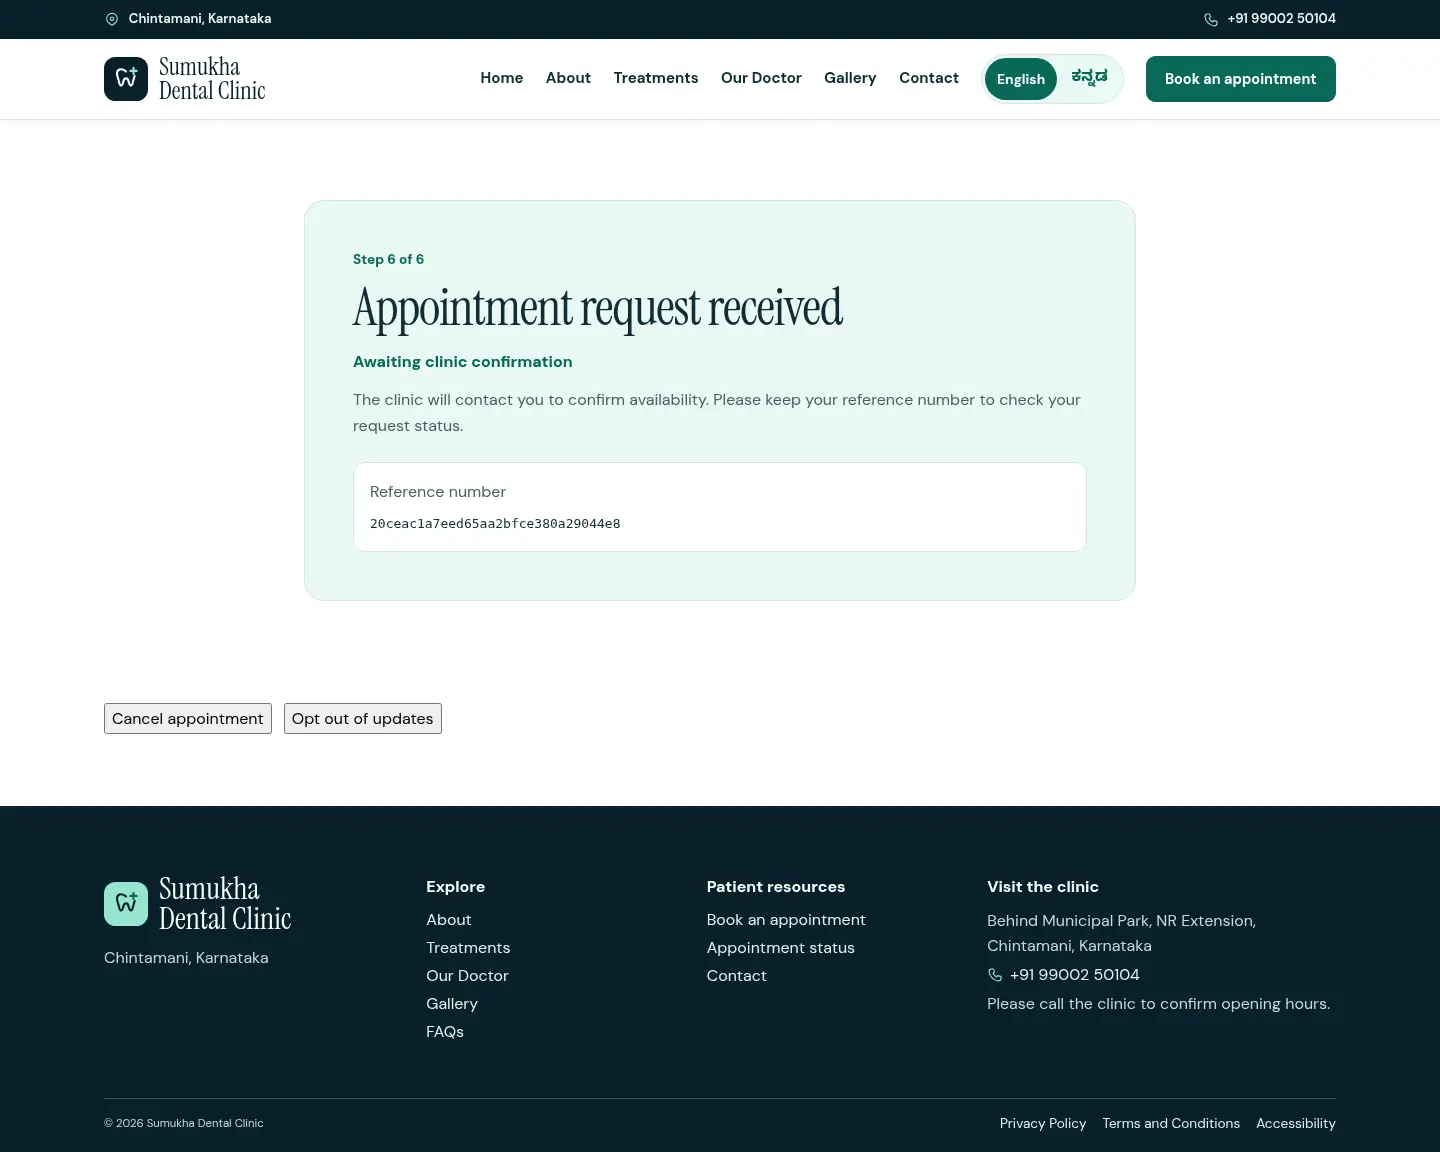 Chintamani, Karnataka
+91 99002 50104
Sumukha
Dental Clinic
Home
About
Treatments
Our Doctor
Gallery
Contact
English
ಕನ್ನಡ
Book an appointment
Step 6 of 6
Appointment request received
Awaiting clinic confirmation
The clinic will contact you to confirm availability. Please keep your reference number to check your
request status.
Reference number
20ceac1a7eed65aa2bfce380a29044e8
Cancel appointment
Opt out of updates
Sumukha
Dental Clinic
Chintamani, Karnataka
Explore
About
Treatments
Our Doctor
Gallery
FAQs
Patient resources
Book an appointment
Appointment status
Contact
Visit the clinic
Behind Municipal Park, NR Extension,
Chintamani, Karnataka
+91 99002 50104
Please call the clinic to confirm opening hours.
© 2026 Sumukha Dental Clinic
Privacy Policy
Terms and Conditions
Accessibility